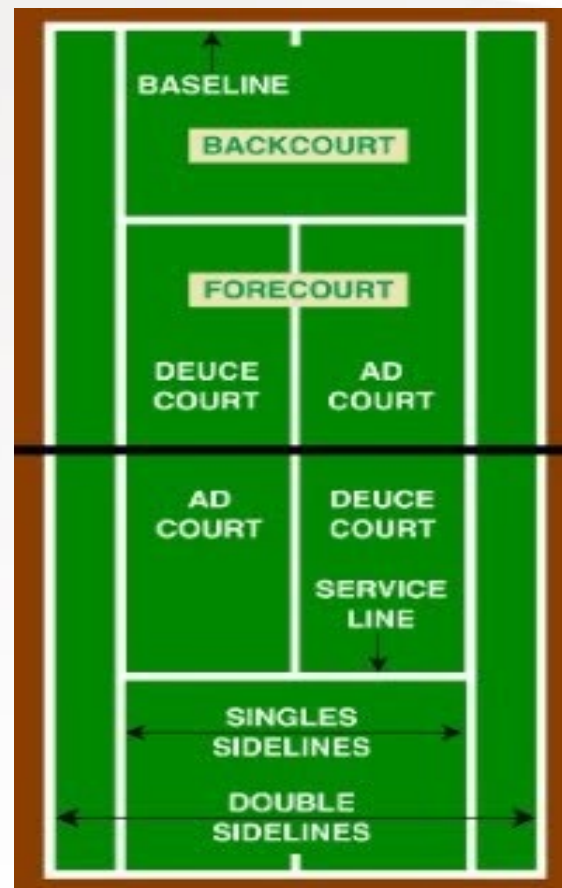 BASELINE
BACKCOURT
FORECOURT
DEUCE
COURT
AD
COURT
AD
COURT
DEUCE
COURT
SERVICE
LINE
SINGLES
SIDELINES
DOUBLE
SIDELINES